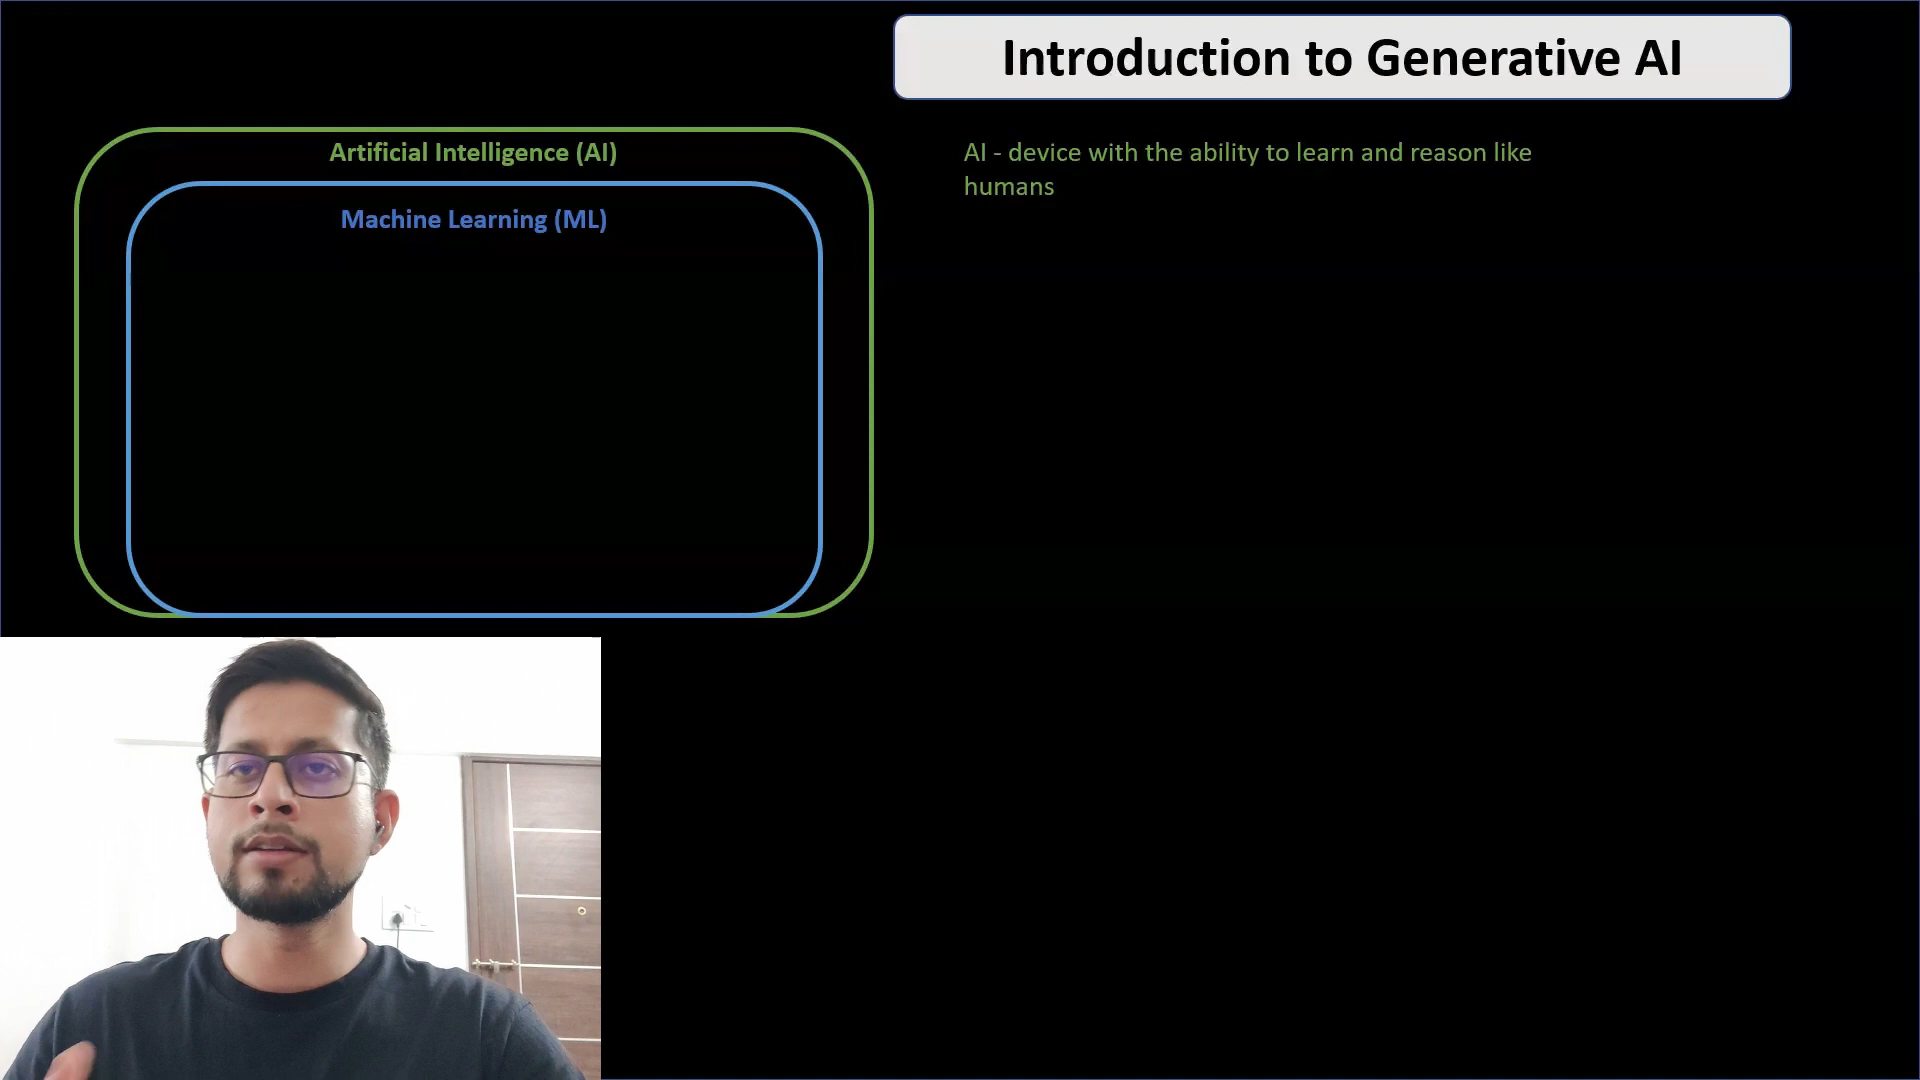 Introduction to Generative AI
Artificial Intelligence (AI)
Machine Learning (ML)
AI - device with the ability to learn and reason like
humans